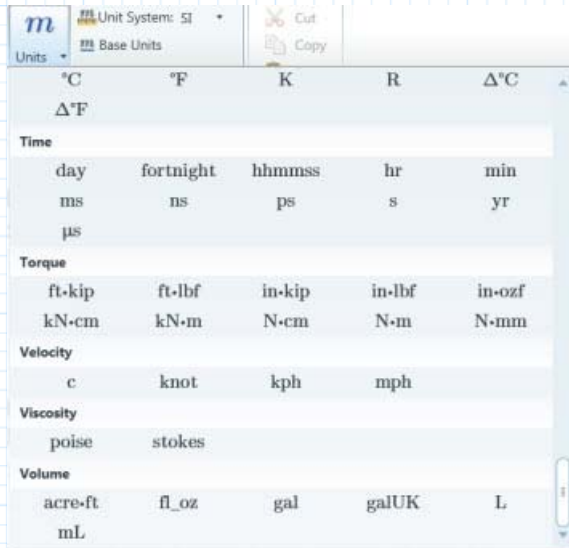 m Unit System: SI Cut
Units Base Units Copy
°C °F K R Δ°C
Δ°F
Time
day fortnight hhmmss hr min
ms ns ps s yr
μs
Torque
ft·kip ft·lbf in·kip in·lbf in·ozf
kN·cm kN·m N·cm N·m N·mm
Velocity
c knot kph mph
Viscosity
poise stokes
Volume
acre·ft fl_oz gal galUK L
mL